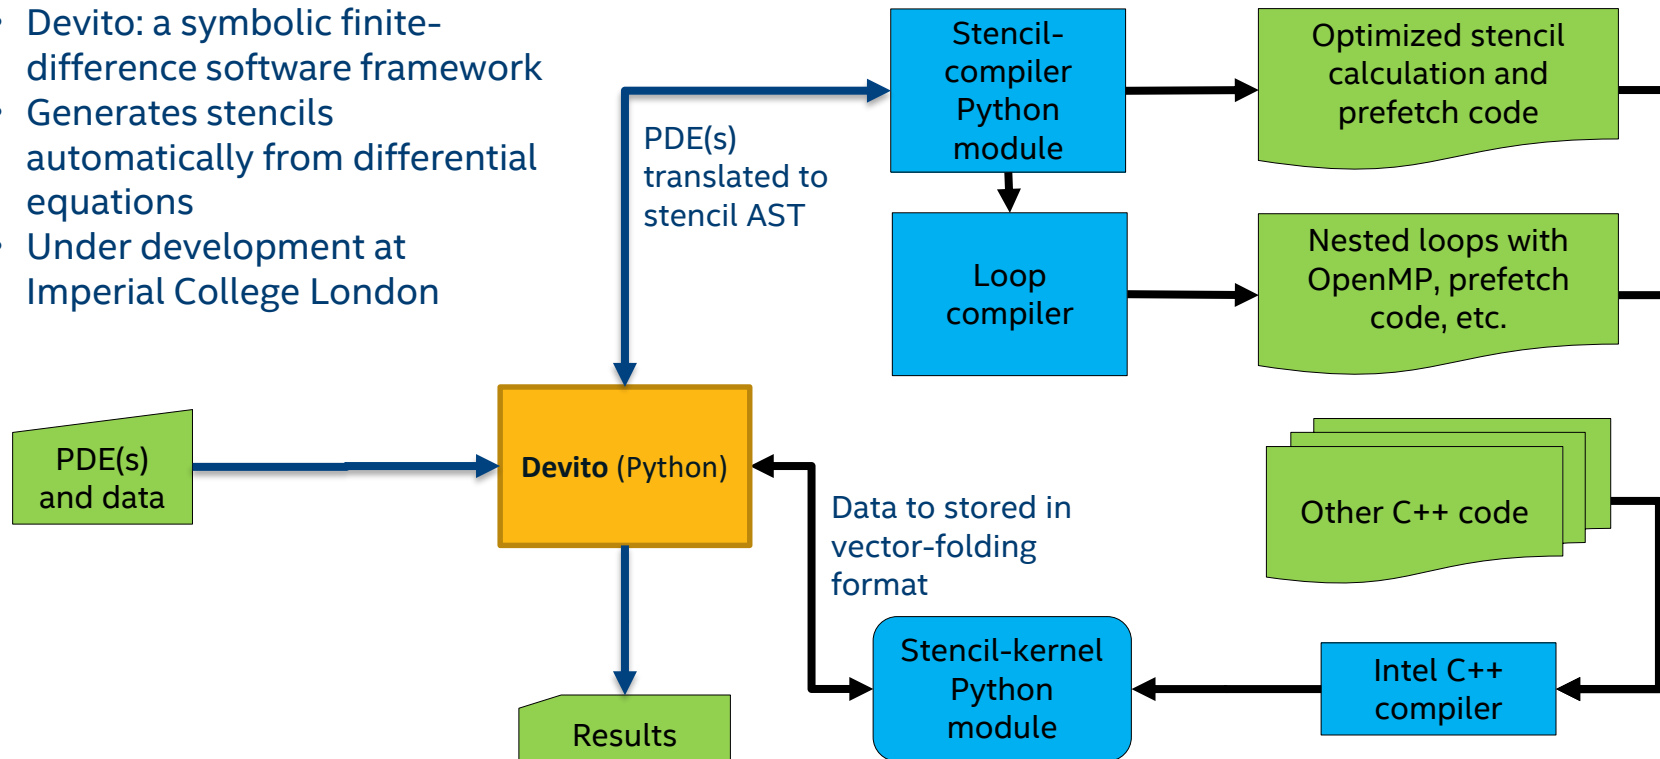 • Devito: a symbolic finite-
difference software framework
• Generates stencils
automatically from differential
equations
• Under development at
Imperial College London
PDE(s)
translated to
stencil AST
Stencil-
compiler
Python
module
Optimized stencil
calculation and
prefetch code
Loop
compiler
Nested loops with
OpenMP, prefetch
code, etc.
PDE(s)
and data
Devito (Python)
Data to stored in
vector-folding
format
Other C++ code
Stencil-kernel
Python
module
Intel C++
compiler
Results